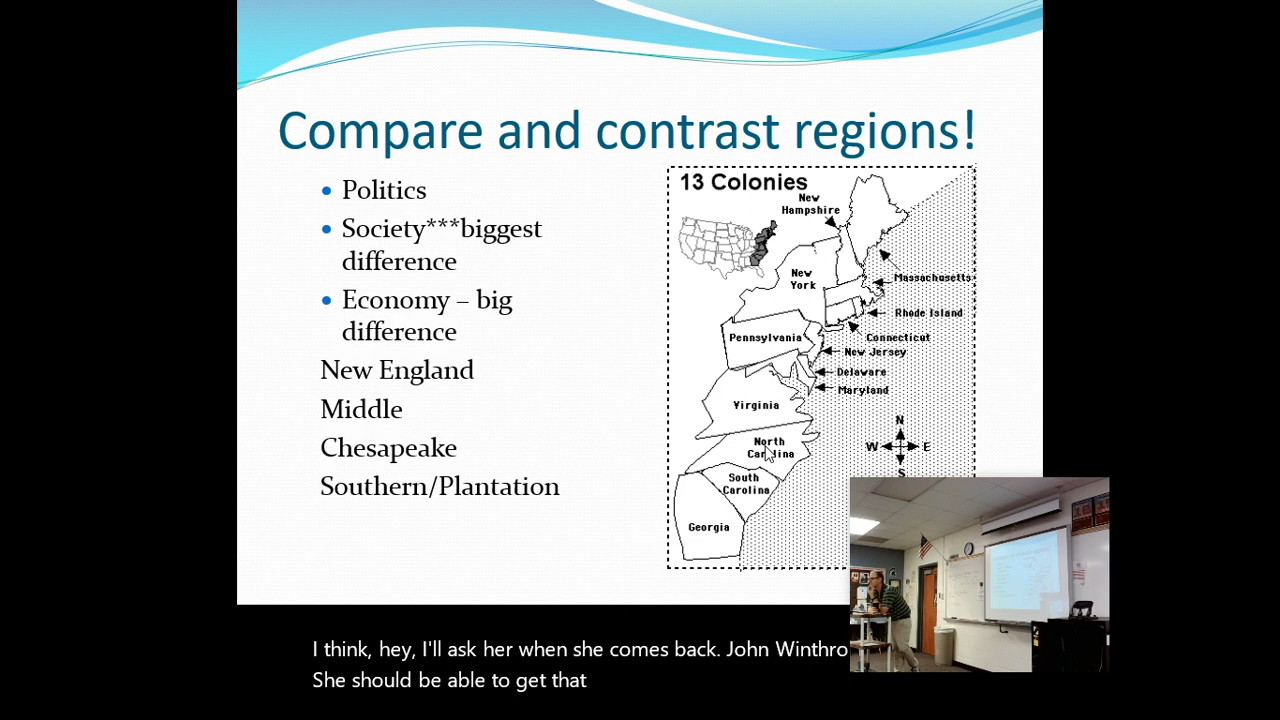 Compare and contrast regions!
• Politics
• Society***biggest
difference
• Economy – big
difference
New England
Middle
Chesapeake
Southern/Plantation
13 Colonies
New
Hampshire
Massachusetts
New
York
Rhode Island
Connecticut
Pennsylvania
New Jersey
Delaware
Maryland
Virginia
N
W E
S
North
Carolina
South
Carolina
Georgia
I think, hey, I'll ask her when she comes back. John Winthro
She should be able to get that